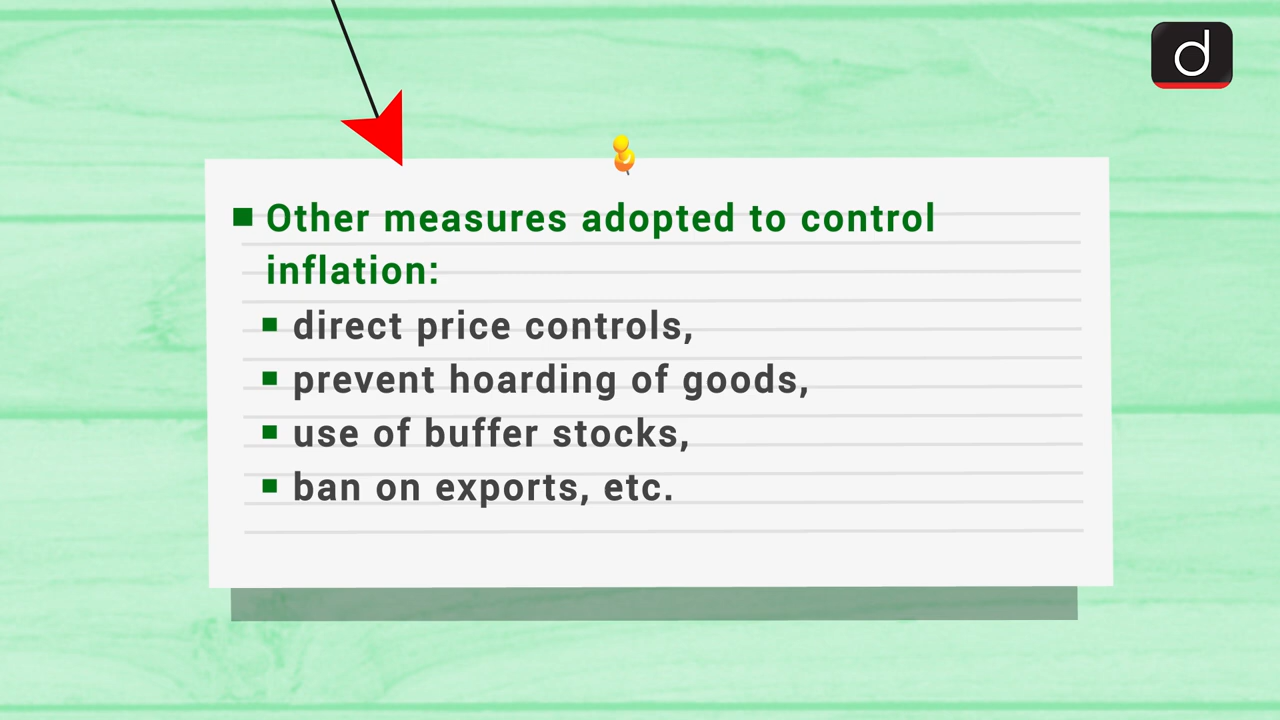 d
Other measures adopted to control
inflation:
direct price controls,
prevent hoarding of goods,
use of buffer stocks,
ban on exports, etc.